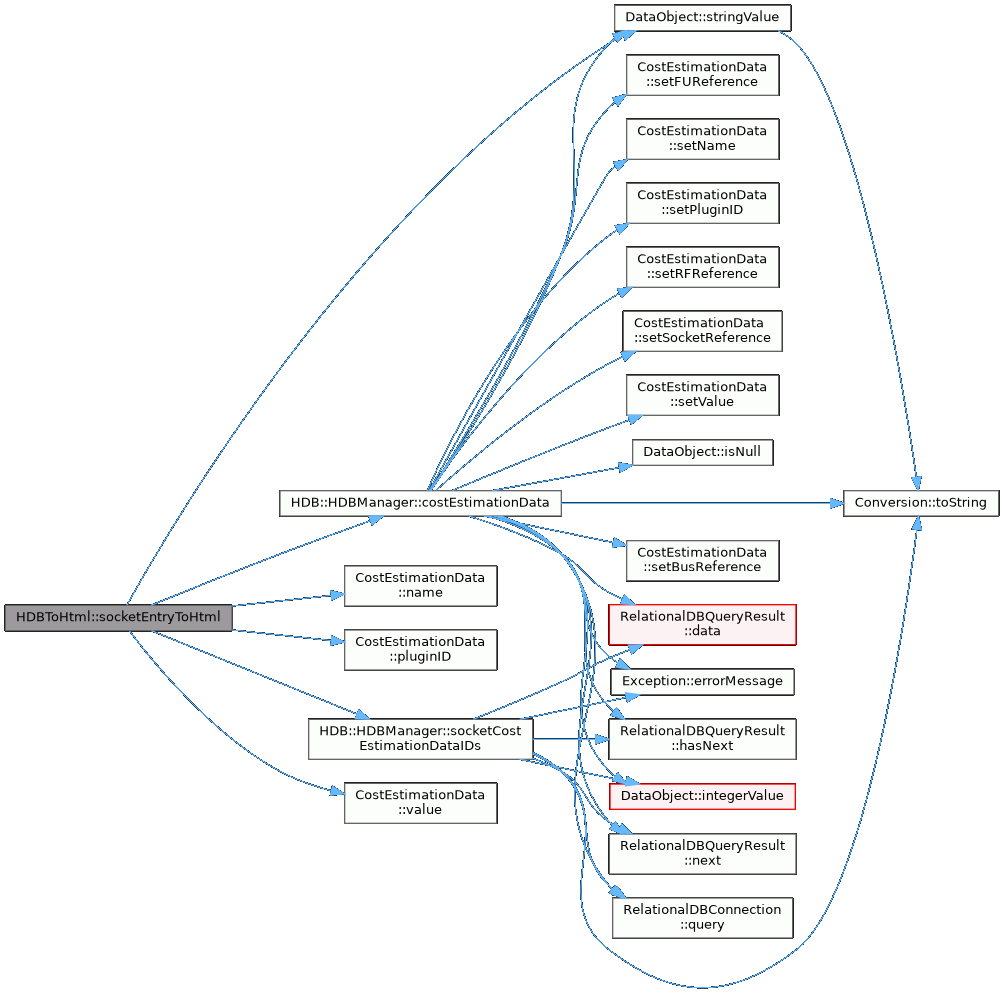 DataObject::stringValue
CostEstimationData
::setFUReference
CostEstimationData
::setName
CostEstimationData
::setPluginID
CostEstimationData
::setRFReference
CostEstimationData
::setSocketReference
CostEstimationData
::setValue
DataObject::isNull
HDB::HDBManager::costEstimationData
Conversion::toString
CostEstimationData
::setBusReference
CostEstimationData
::name
HDBToHtml::socketEntryToHtml
RelationalDBQueryResult
::data
CostEstimationData
::pluginID
Exception::errorMessage
HDB::HDBManager::socketCost
EstimationDataIDs
RelationalDBQueryResult
::hasNext
CostEstimationData
::value
DataObject::integerValue
RelationalDBQueryResult
::next
RelationalDBConnection
::query